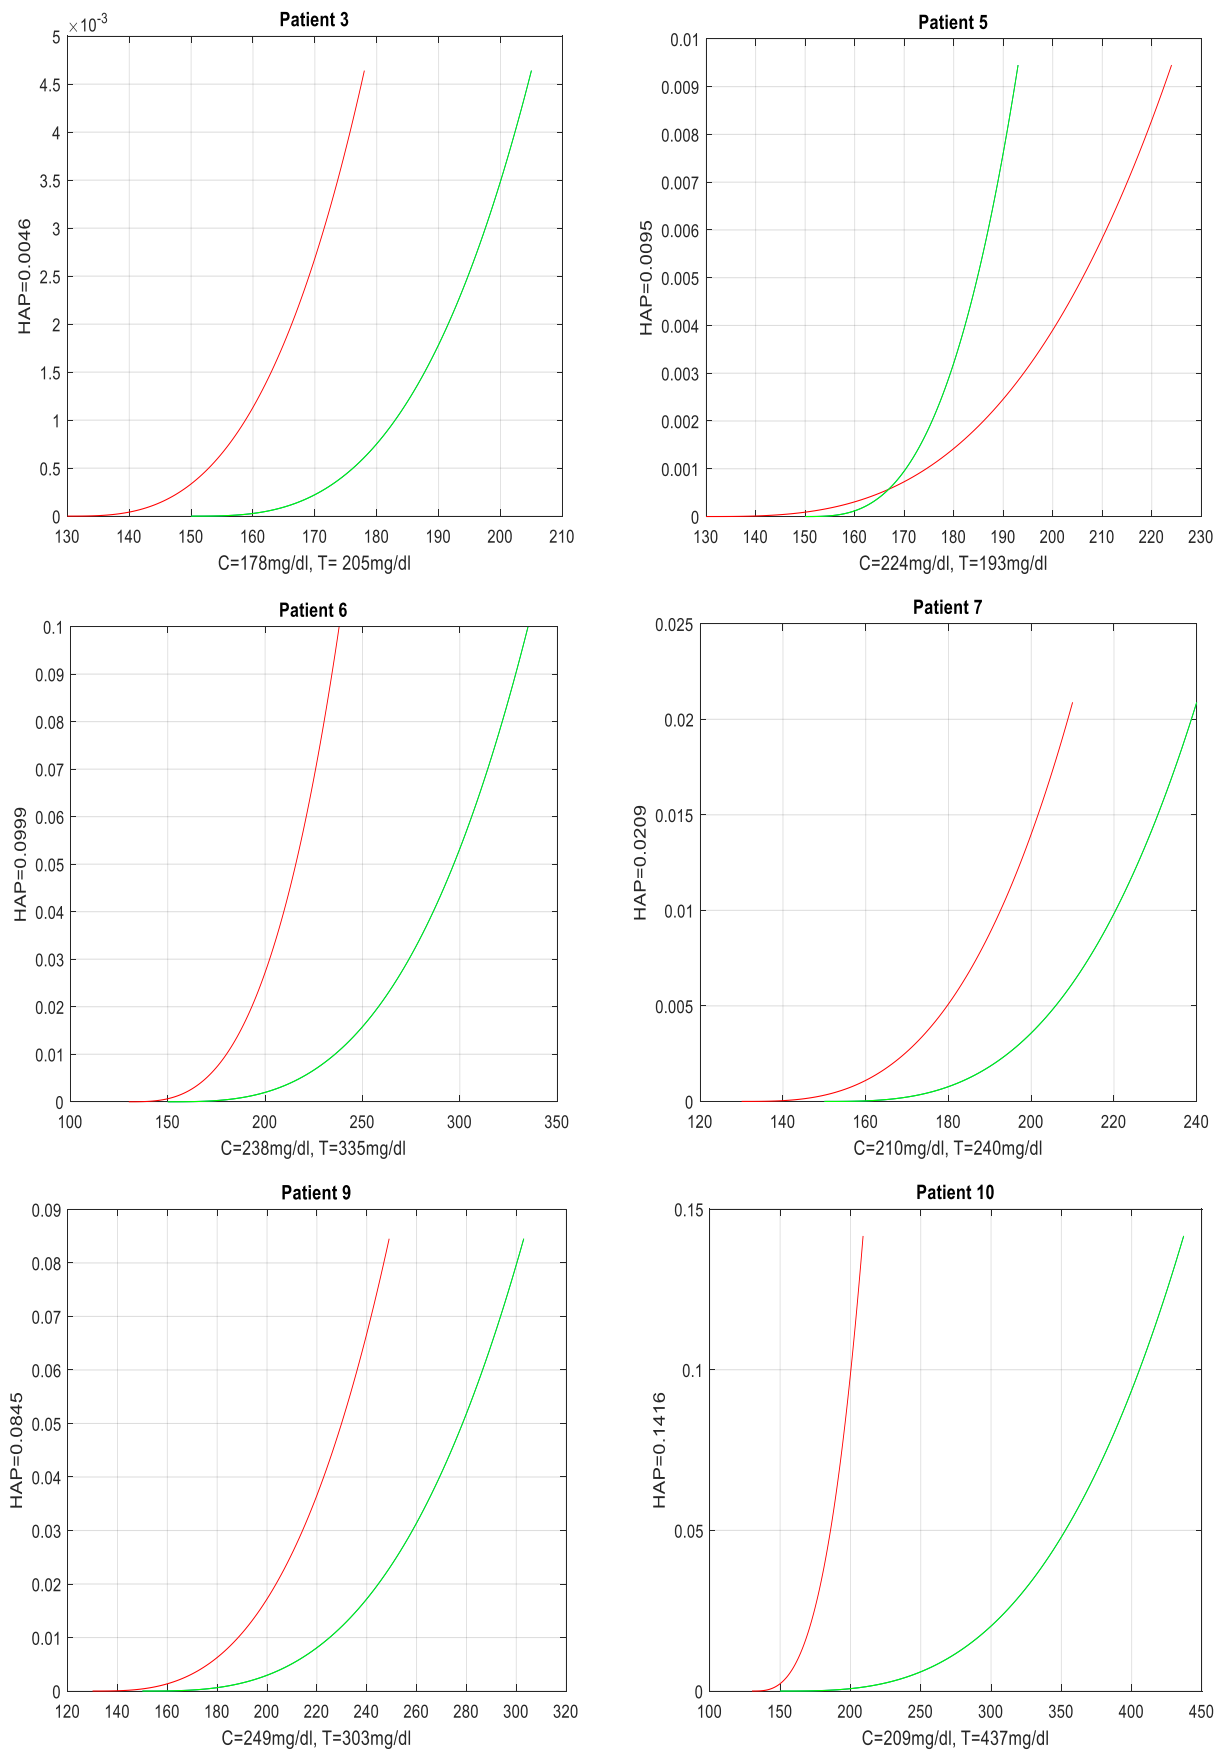 Patient 3
×10-3
5
4.5
4
3.5
3
2.5
2
1.5
1
0.5
0
HAP=0.0046
130 140 150 160 170 180 190 200 210
C=178mg/dl, T= 205mg/dl
Patient 5
0.01
0.009
0.008
0.007
0.006
0.005
0.004
0.003
0.002
0.001
0
HAP=0.0095
130 140 150 160 170 180 190 200 210 220 230
C=224mg/dl, T=193mg/dl
Patient 6
0.1
0.09
0.08
0.07
0.06
0.05
0.04
0.03
0.02
0.01
0
HAP=0.0999
100 150 200 250 300 350
C=238mg/dl, T=335mg/dl
Patient 7
0.025
0.02
0.015
0.01
0.005
0
HAP=0.0209
120 140 160 180 200 220 240
C=210mg/dl, T=240mg/dl
Patient 9
0.09
0.08
0.07
0.06
0.05
0.04
0.03
0.02
0.01
0
HAP=0.0845
120 140 160 180 200 220 240 260 280 300 320
C=249mg/dl, T=303mg/dl
Patient 10
0.15
0.1
0.05
0
HAP=0.1416
100 150 200 250 300 350 400 450
C=209mg/dl, T=437mg/dl